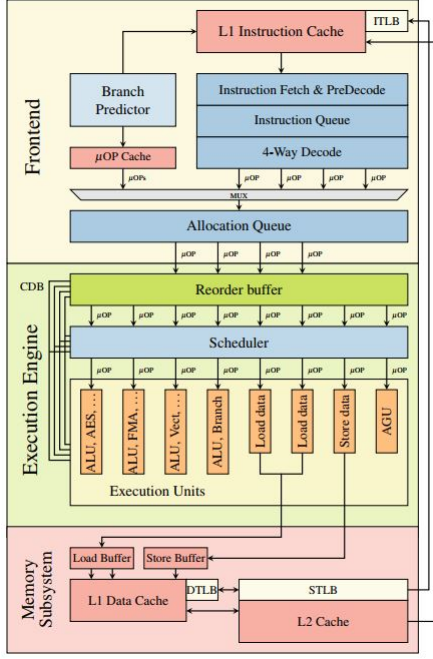 ITLB
L1 Instruction Cache
Frontend
Branch
Predictor
Instruction Fetch & PreDecode
Instruction Queue
4-Way Decode
μOP Cache
μOPs
μOP μOP μOP μOP
MUX
Allocation Queue
μOP μOP μOP μOP
Execution Engine
CDB
Reorder buffer
μOP μOP μOP μOP μOP μOP μOP μOP
Scheduler
μOP μOP μOP μOP μOP μOP μOP μOP
ALU, AES, …
ALU, FMA, …
ALU, Vect, …
ALU, Branch
Load data
Load data
Store data
AGU
Execution Units
Memory
Subsystem
Load Buffer
Store Buffer
L1 Data Cache
DTLB
STLB
L2 Cache